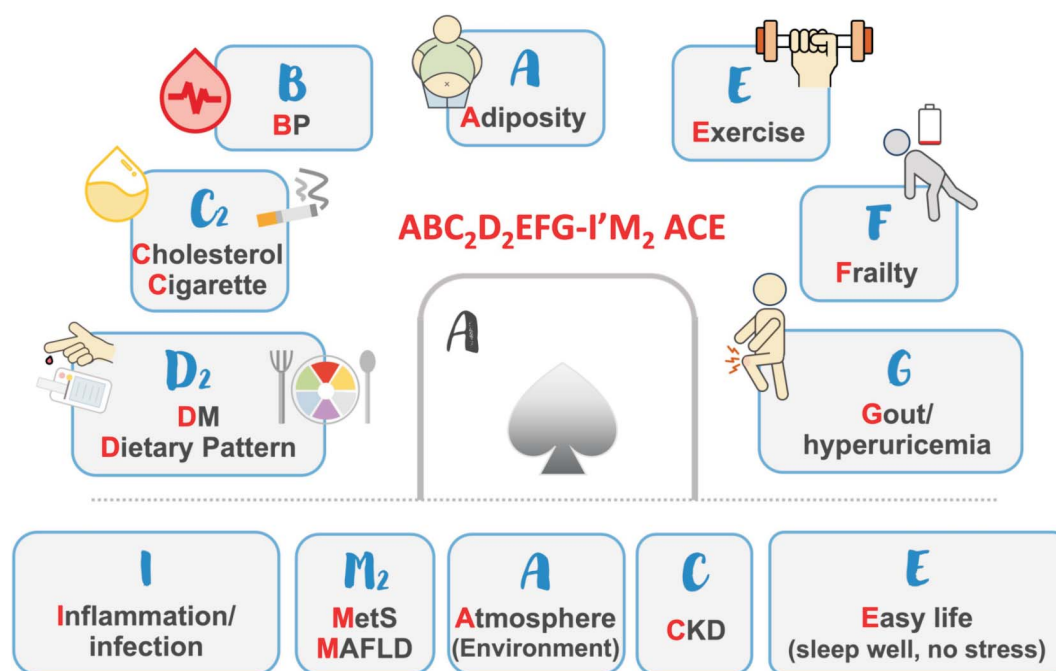 A
Adiposity
B
BP
C₂
Cholesterol
Cigarette
D₂
DM
Dietary Pattern
E
Exercise
F
Frailty
G
Gout/
hyperuricemia
ABC₂D₂EFG-I'M₂ ACE
A
I
Inflammation/
infection
M₂
MetS
MAFLD
A
Atmosphere
(Environment)
C
CKD
E
Easy life
(sleep well, no stress)